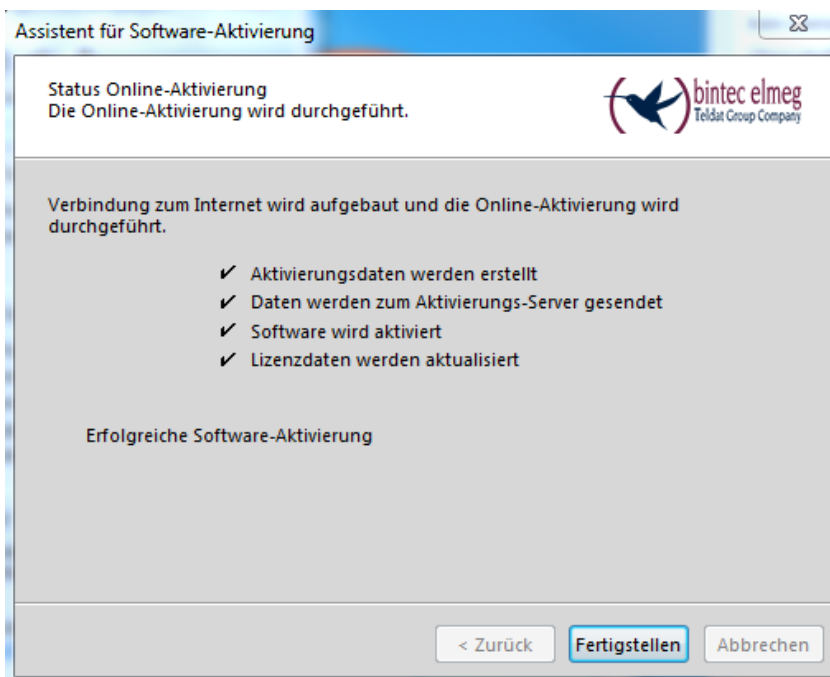 Assistent für Software-Aktivierung
Status Online-Aktivierung
Die Online-Aktivierung wird durchgeführt.
bintec elmeg
Teldat Group Company
Verbindung zum Internet wird aufgebaut und die Online-Aktivierung wird
durchgeführt.
✔ Aktivierungsdaten werden erstellt
✔ Daten werden zum Aktivierungs-Server gesendet
✔ Software wird aktiviert
✔ Lizenzdaten werden aktualisiert
Erfolgreiche Software-Aktivierung
< Zurück Fertigstellen Abbrechen